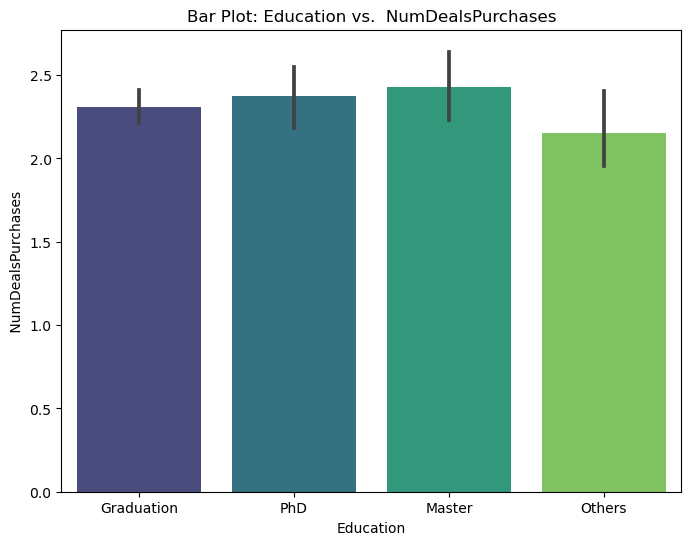 Bar Plot: Education vs.  NumDealsPurchases
NumDealsPurchases
2.5
2.0
1.5
1.0
0.5
0.0
Graduation PhD Master Others
Education